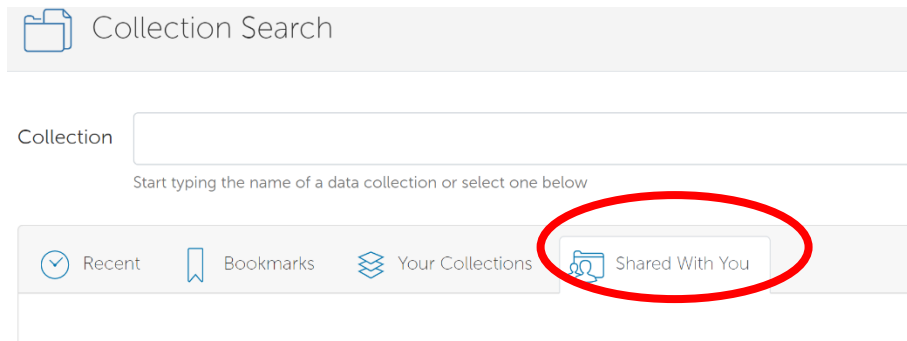 Collection Search
Collection
Start typing the name of a data collection or select one below
Recent Bookmarks Your Collections Shared With You